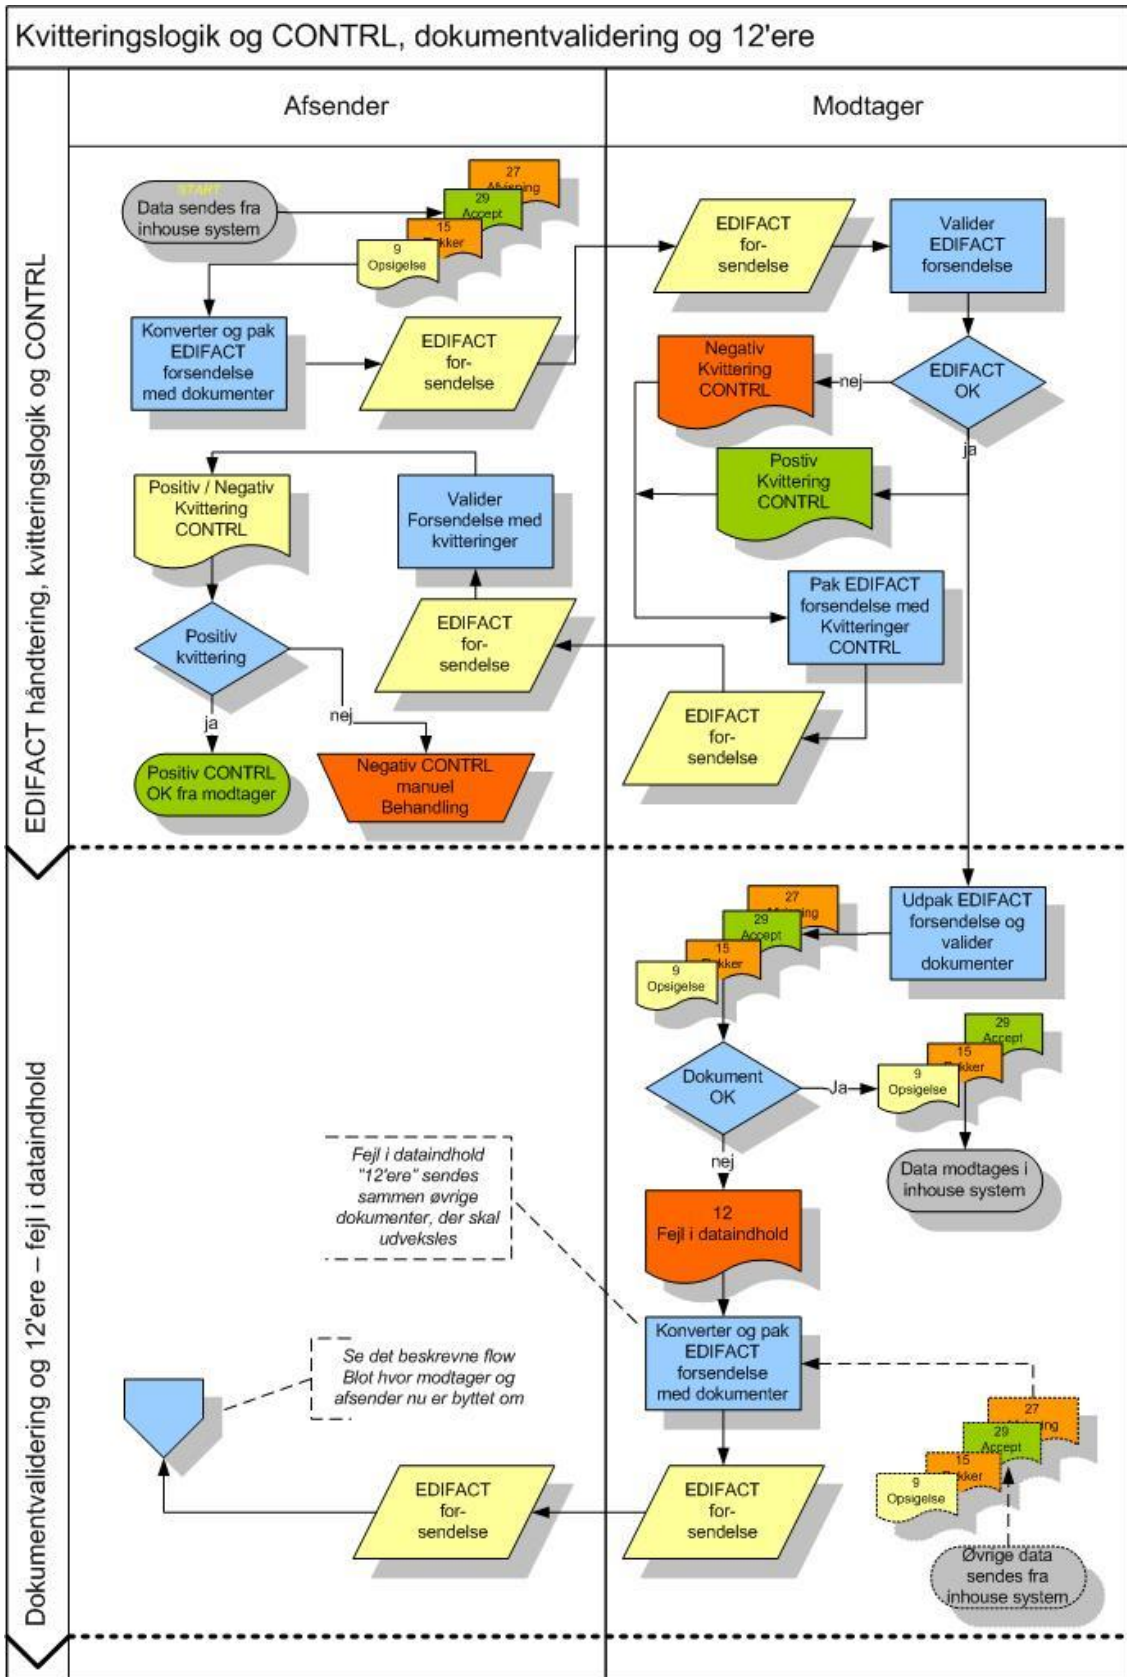 Kvitteringslogik og CONTRL, dokumentvalidering og 12'ere
Afsender
Modtager
EDIFACT håndtering, kvitteringslogik og CONTRL
START
Data sendes fra
inhouse system
27
29
Accept
15
9
Opsigelse
Konverter og pak
EDIFACT
forsendelse
med dokumenter
EDIFACT
for-
sendelse
EDIFACT
for-
sendelse
Valider
EDIFACT
forsendelse
EDIFACT
OK
nej
ja
Negativ
Kvittering
CONTRL
Postiv
Kvittering
CONTRL
Pak EDIFACT
forsendelse med
Kvitteringer
CONTRL
EDIFACT
for-
sendelse
EDIFACT
for-
sendelse
Valider
Forsendelse med
kvitteringer
Positiv / Negativ
Kvittering
CONTRL
Positiv
kvittering
ja
nej
Positiv CONTRL
OK fra modtager
Negativ CONTRL
manuel
Behandling
Dokumentvalidering og 12'ere – fejl i dataindhold
Udpak EDIFACT
forsendelse og
valider
dokumenter
27
29
Accept
15
9
Opsigelse
Dokument
OK
Ja
nej
29
Accept
15
9
Opsigelse
Data modtages i
inhouse system
12
Fejl i dataindhold
Fejl i dataindhold
"12'ere" sendes
sammen øvrige
dokumenter, der skal
udveksles
Konverter og pak
EDIFACT
forsendelse
med dokumenter
Se det beskrevne flow
Blot hvor modtager og
afsender nu er byttet om
27
29
Accept
15
9
Opsigelse
Øvrige data
sendes fra
inhouse system
EDIFACT
for-
sendelse
EDIFACT
for-
sendelse